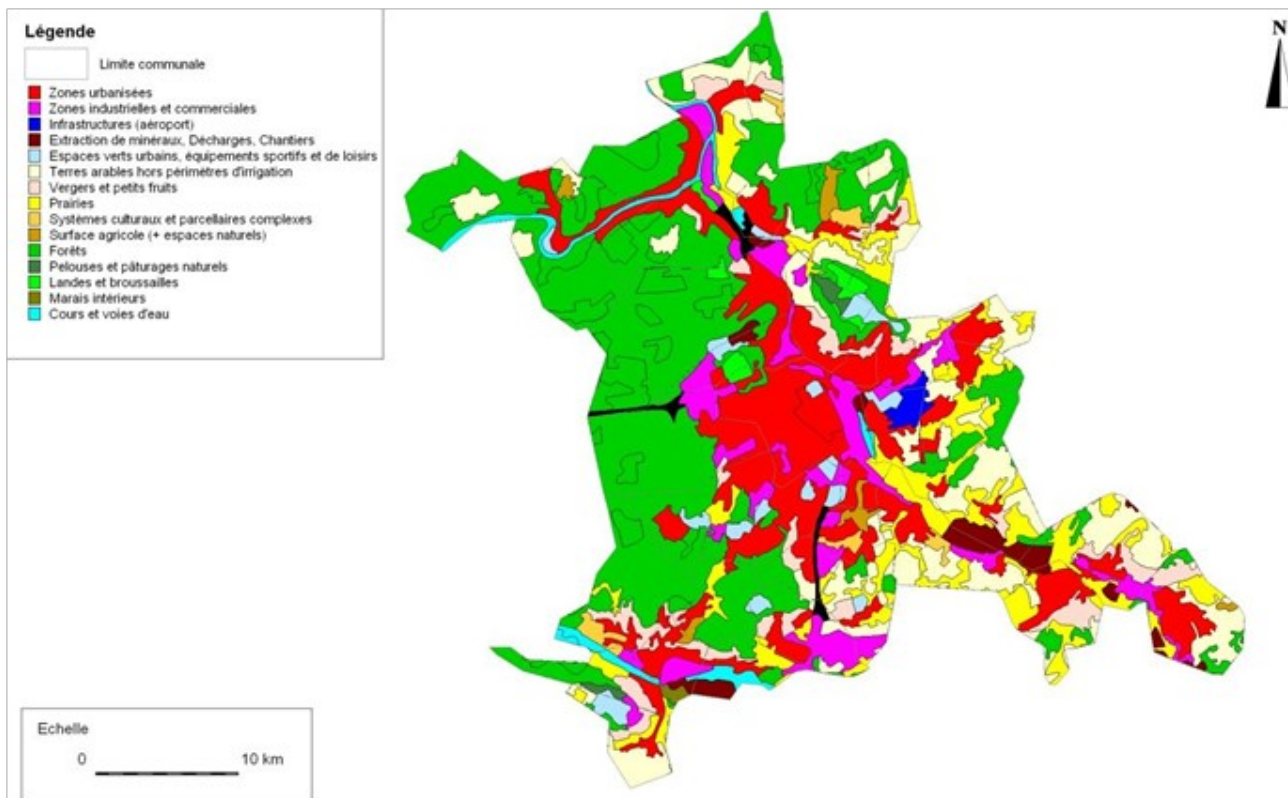 Légende
Limite communale
Zones urbanisées
Zones industrielles et commerciales
Infrastructures (aéroport)
Extraction de minéraux, Décharges, Chantiers
Espaces verts urbains, équipements sportifs et de loisirs
Terres arables hors périmètres d'irrigation
Vergers et petits fruits
Prairies
Systèmes culturaux et parcellaires complexes
Surface agricole (+ espaces naturels)
Forêts
Pelouses et pâturages naturels
Landes et broussailles
Marais intérieurs
Cours et voies d'eau
N
Echelle
0 10 km